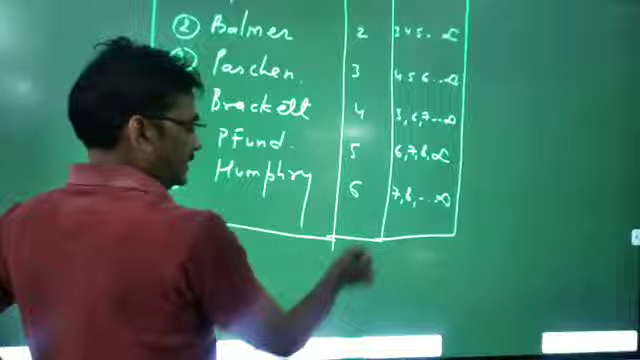 ② Balmer 2 3 4 5.. ∞
Paschen. 3 4 5 6...∞
Brackett 4 5,6,7...∞
Pfund. 5 6,7,8,∞
Humphry 6 7,8,-...∞